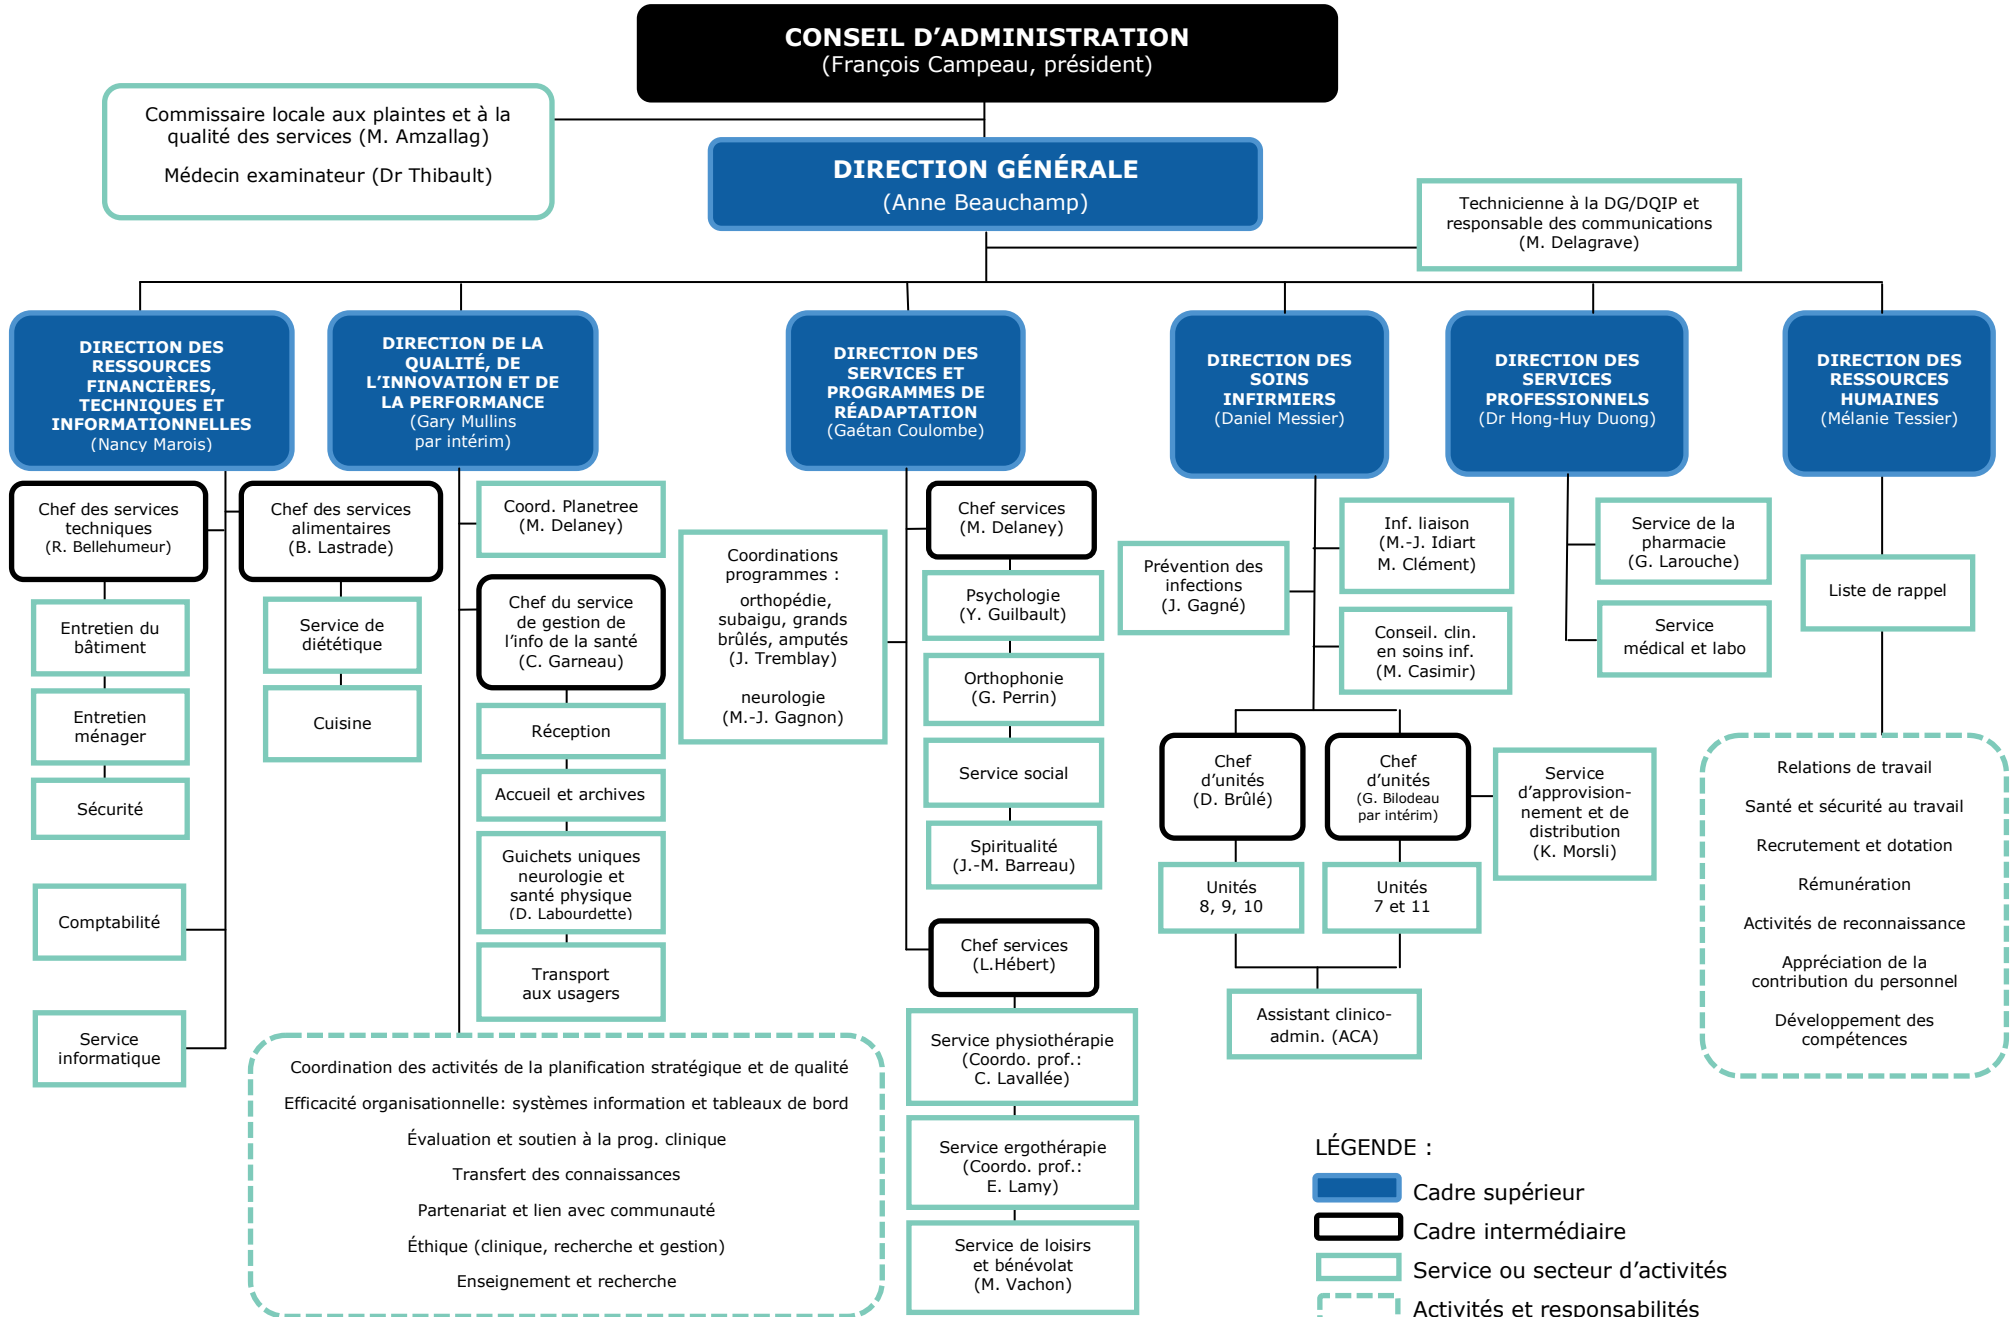 CONSEIL D’ADMINISTRATION
(François Campeau, président)
Commissaire locale aux plaintes et à la
qualité des services (M. Amzallag)
Médecin examinateur (Dr Thibault)
DIRECTION GÉNÉRALE
(Anne Beauchamp)
Technicienne à la DG/DQIP et
responsable des communications
(M. Delagrave)
DIRECTION DES
RESSOURCES
FINANCIÈRES,
TECHNIQUES ET
INFORMATIONNELLES
(Nancy Marois)
DIRECTION DE LA
QUALITÉ, DE
L’INNOVATION ET DE
LA PERFORMANCE
(Gary Mullins
par intérim)
DIRECTION DES
SERVICES ET
PROGRAMMES DE
RÉADAPTATION
(Gaétan Coulombe)
DIRECTION DES
SOINS
INFIRMIERS
(Daniel Messier)
DIRECTION DES
SERVICES
PROFESSIONNELS
(Dr Hong-Huy Duong)
DIRECTION DES
RESSOURCES
HUMAINES
(Mélanie Tessier)
Chef des services
techniques
(R. Bellehumeur)
Entretien du
bâtiment
Entretien
ménager
Sécurité
Comptabilité
Service
informatique
Chef des services
alimentaires
(B. Lastrade)
Service de
diététique
Cuisine
Coord. Planetree
(M. Delaney)
Chef du service
de gestion de
l’info de la santé
(C. Garneau)
Réception
Accueil et archives
Guichets uniques
neurologie et
santé physique
(D. Labourdette)
Transport
aux usagers
Coordination des activités de la planification stratégique et de qualité
Efficacité organisationnelle: systèmes information et tableaux de bord
Évaluation et soutien à la prog. clinique
Transfert des connaissances
Partenariat et lien avec communauté
Éthique (clinique, recherche et gestion)
Enseignement et recherche
Coordinations
programmes :
orthopédie,
subaigu, grands
brûlés, amputés
(J. Tremblay)
neurologie
(M.-J. Gagnon)
Chef services
(M. Delaney)
Psychologie
(Y. Guilbault)
Orthophonie
(G. Perrin)
Service social
Spiritualité
(J.-M. Barreau)
Chef services
(L.Hébert)
Service physiothérapie
(Coordo. prof.:
C. Lavallée)
Service ergothérapie
(Coordo. prof.:
E. Lamy)
Service de loisirs
et bénévolat
(M. Vachon)
Prévention des
infections
(J. Gagné)
Inf. liaison
(M.-J. Idiart
M. Clément)
Conseil. clin.
en soins inf.
(M. Casimir)
Chef
d’unités
(D. Brûlé)
Chef
d’unités
(G. Bilodeau
par intérim)
Service
d’approvision-
nement et de
distribution
(K. Morsli)
Unités
8, 9, 10
Unités
7 et 11
Assistant clinico-
admin. (ACA)
Service de la
pharmacie
(G. Larouche)
Service
médical et labo
Liste de rappel
Relations de travail
Santé et sécurité au travail
Recrutement et dotation
Rémunération
Activités de reconnaissance
Appréciation de la
contribution du personnel
Développement des
compétences
LÉGENDE :
Cadre supérieur
Cadre intermédiaire
Service ou secteur d’activités
Activités et responsabilités